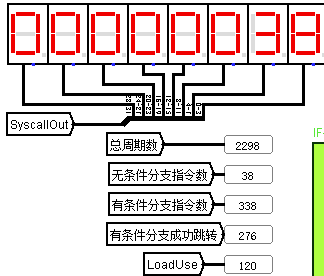 00000038
SyscallOut
总周期数 2298
IF
无条件分支指令数 38
有条件分支指令数 338
有条件分支成功跳转 276
LoadUse 120